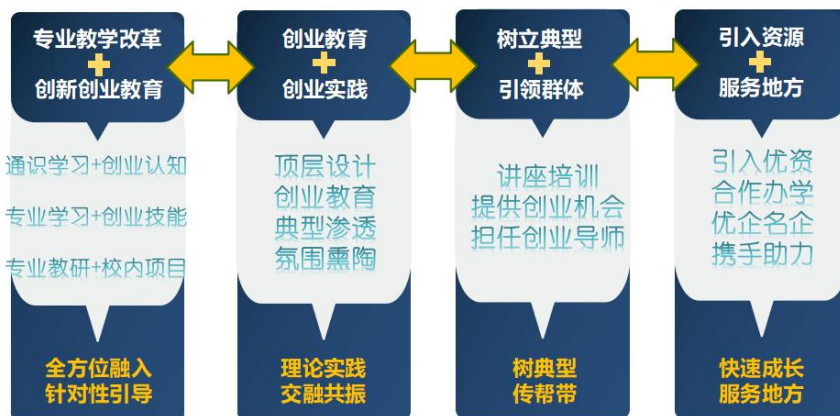 专业教学改革
+
创新创业教育
通识学习+创业认知
专业学习+创业技能
专业教研+校内项目
全方位融入
针对性引导
创业教育
+
创业实践
顶层设计
创业教育
典型渗透
氛围熏陶
理论实践
交融共振
树立典型
+
引领群体
讲座培训
提供创业机会
担任创业导师
树典型
传帮带
引入资源
+
服务地方
引入优资
合作办学
优企名企
携手助力
快速成长
服务地方